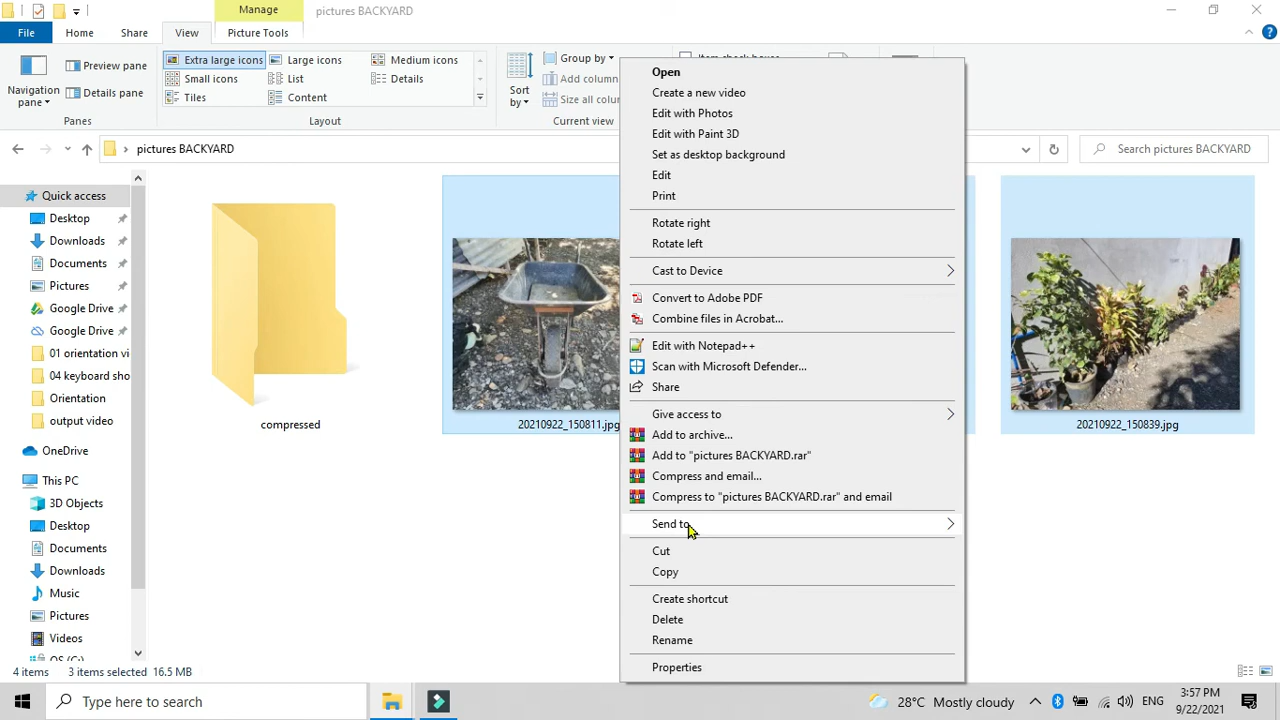 Manage
pictures BACKYARD
File
Home
Share
View
Picture Tools
Navigation
pane
Preview pane
Details pane
Panes
Extra large icons
Large icons
Medium icons
Small icons
List
Details
Tiles
Content
Layout
Sort
by
Group by
Add column
Size all colu
Current view
Item check boxes
pictures BACKYARD
Search pictures BACKYARD
Quick access
Desktop
Downloads
Documents
Pictures
Google Drive
Google Drive
01 orientation vi
04 keyboard sho
Orientation
output video
OneDrive
This PC
3D Objects
Desktop
Documents
Downloads
Music
Pictures
Videos
OS (C:)
compressed
20210922_150811.jpg
20210922_150839.jpg
Open
Create a new video
Edit with Photos
Edit with Paint 3D
Set as desktop background
Edit
Print
Rotate right
Rotate left
Cast to Device
Convert to Adobe PDF
Combine files in Acrobat...
Edit with Notepad++
Scan with Microsoft Defender...
Share
Give access to
Add to archive...
Add to "pictures BACKYARD.rar"
Compress and email...
Compress to "pictures BACKYARD.rar" and email
Send to
Cut
Copy
Create shortcut
Delete
Rename
Properties
4 items
3 items selected
16.5 MB
Type here to search
28°C Mostly cloudy
ENG
3:57 PM
9/22/2021